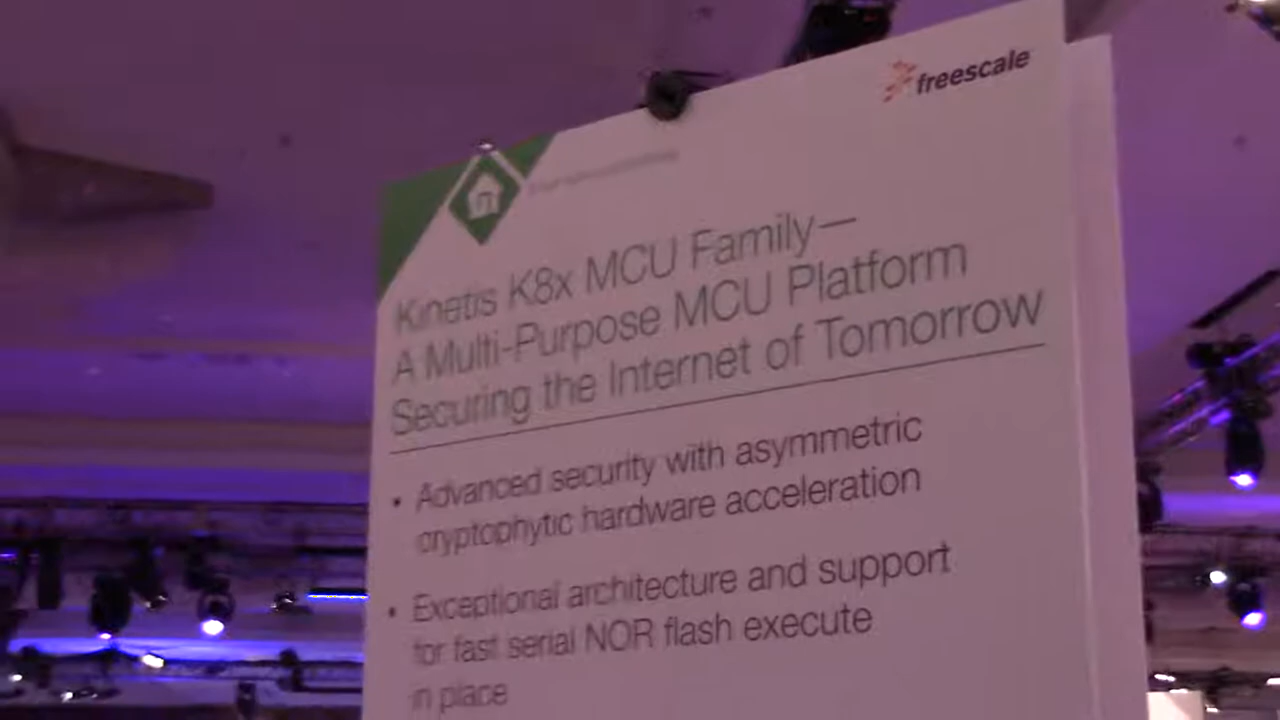 freescale
Kinetis K8x MCU Family—
A Multi-Purpose MCU Platform
Securing the Internet of Tomorrow
• Advanced security with asymmetric
cryptophytic hardware acceleration
• Exceptional architecture and support
for fast serial NOR flash execute
in place